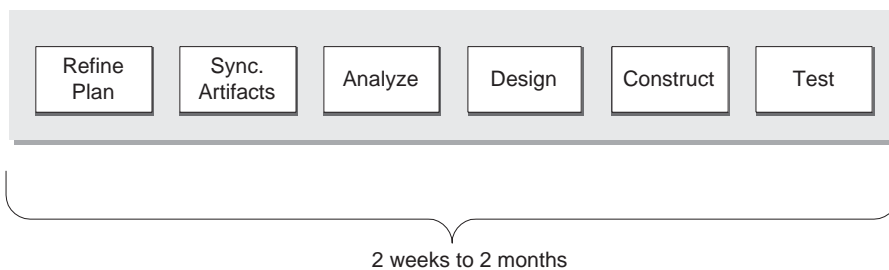 Refine
Plan
Sync.
Artifacts
Analyze
Design
Construct
Test
2 weeks to 2 months